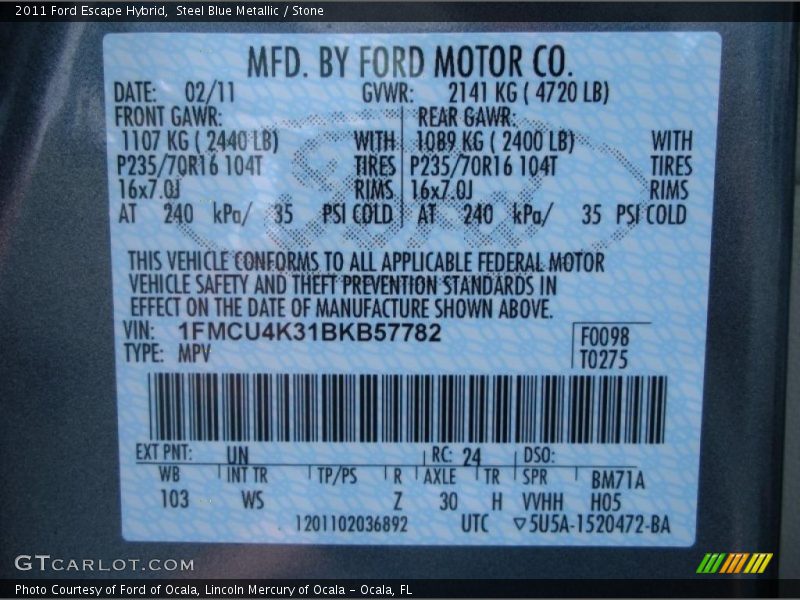 2011 Ford Escape Hybrid,  Steel Blue Metallic / Stone
MFD. BY FORD MOTOR CO.
DATE: 02/11 GVWR: 2141 KG ( 4720 LB)
FRONT GAWR: REAR GAWR:
1107 KG ( 2440 LB) WITH 1089 KG ( 2400 LB) WITH
P235/70R16 104T TIRES P235/70R16 104T TIRES
16x7.0J RIMS 16x7.0J RIMS
AT 240 kPa/ 35 PSI COLD AT 240 kPa/ 35 PSI COLD
THIS VEHICLE CONFORMS TO ALL APPLICABLE FEDERAL MOTOR
VEHICLE SAFETY AND THEFT PREVENTION STANDARDS IN
EFFECT ON THE DATE OF MANUFACTURE SHOWN ABOVE.
VIN: 1FMCU4K31BKB57782 F0098
TYPE: MPV T0275
EXT PNT: UN RC: 24 DSO:
WB INT TR TP/PS R AXLE TR SPR BM71A
103 WS Z 30 H VVHH H05
1201102036892 UTC ▽5U5A-1520472-BA
GTCARLOT.COM
Photo Courtesy of Ford of Ocala, Lincoln Mercury of Ocala - Ocala, FL